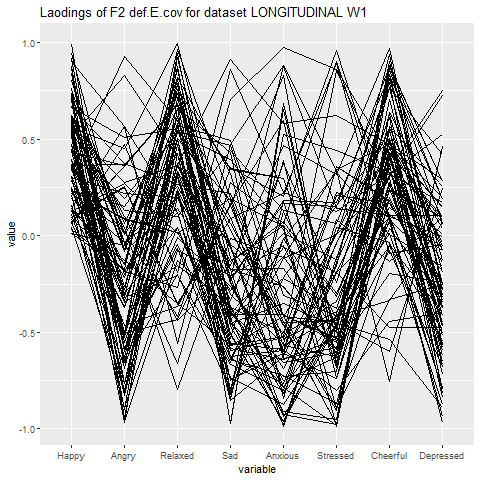 Laodings of F2 def.E.cov for dataset LONGITUDINAL W1
1.0
0.5
0.0
-0.5
-1.0
value
Happy Angry Relaxed Sad Anxious Stressed Cheerful Depressed
variable